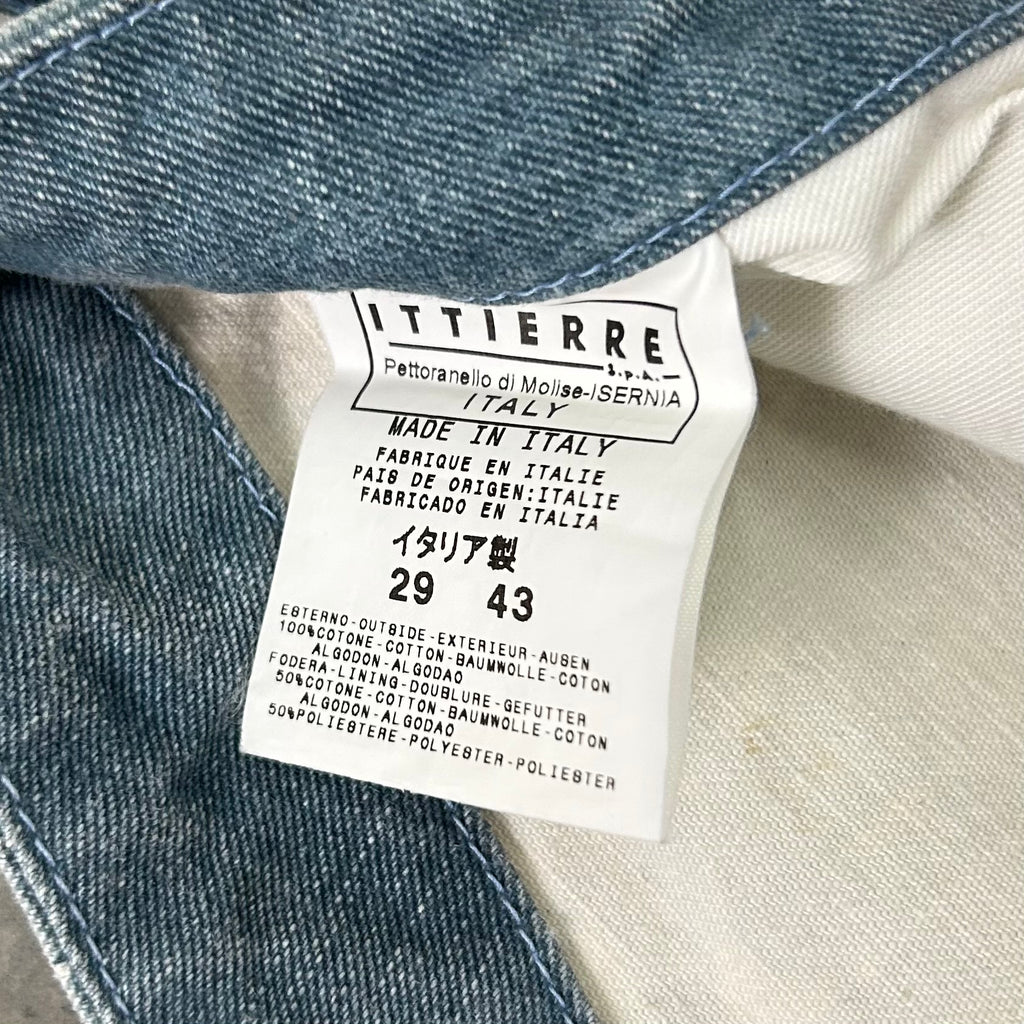 ITTIERRE
S.p.A.
Pettoranello di Molise-ISERNIA
ITALY
MADE IN ITALY
FABRIQUE EN ITALIE
PAIS DE ORIGEN:ITALIE
FABRICADO EN ITALIA
イタリア製
29 43
ESTERNO-OUTSIDE-EXTERIEUR-AUSEN
100%COTONE-COTTON-BAUMWOLLE-COTON
ALGODON-ALGODAO
FODERA-LINING-DOUBLURE-GEFUTTER
50%COTONE-COTTON-BAUMWOLLE-COTON
ALGODON-ALGODAO
50%POLIESTERE-POLYESTER-POLIESTER